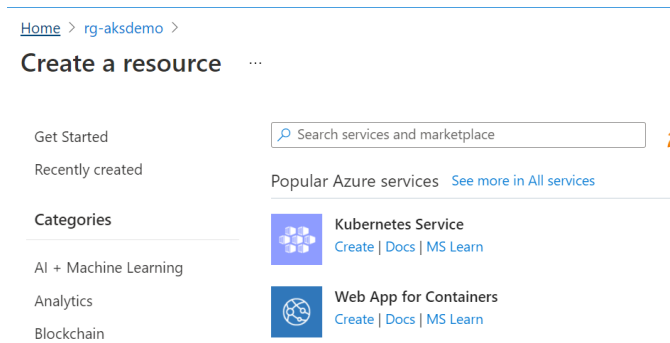 Home > rg-aksdemo >
Create a resource ...
Get Started
Recently created
Categories
AI + Machine Learning
Analytics
Blockchain
Search services and marketplace
Popular Azure services See more in All services
Kubernetes Service
Create | Docs | MS Learn
Web App for Containers
Create | Docs | MS Learn